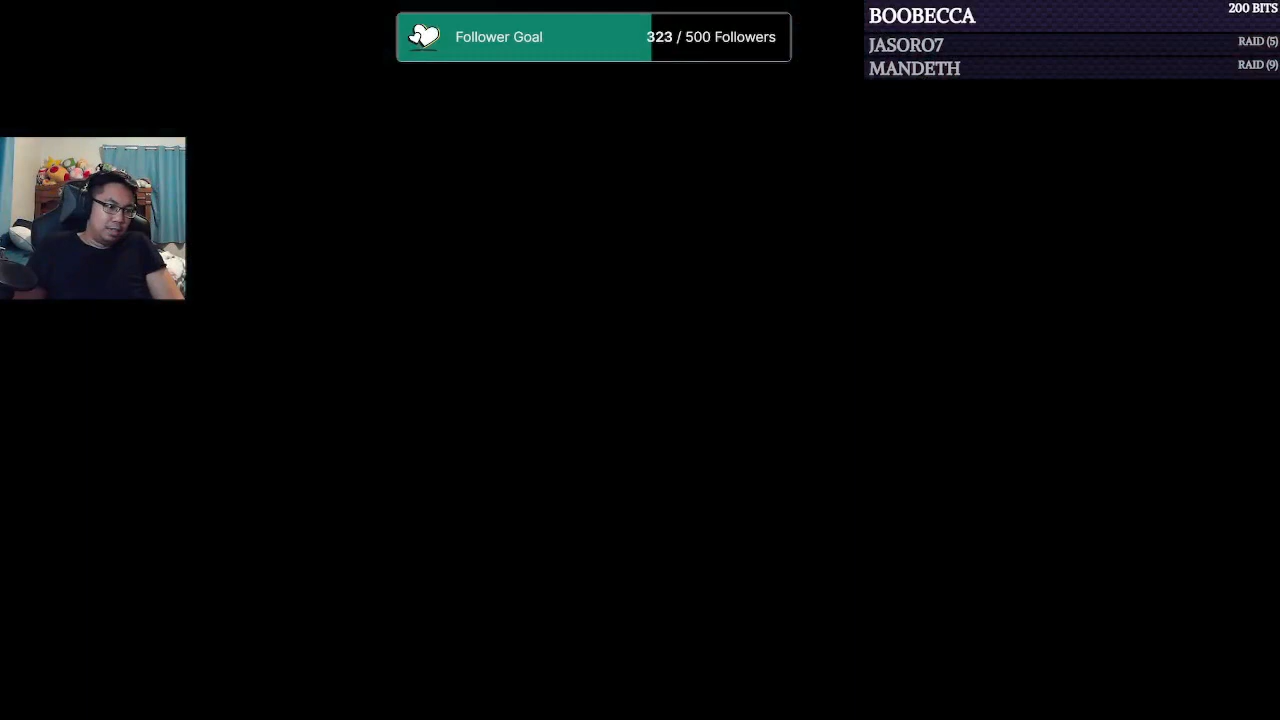 Follower Goal 323 / 500 Followers
BOOBECCA 200 BITS
JASORO7 RAID (5)
MANDETH RAID (9)